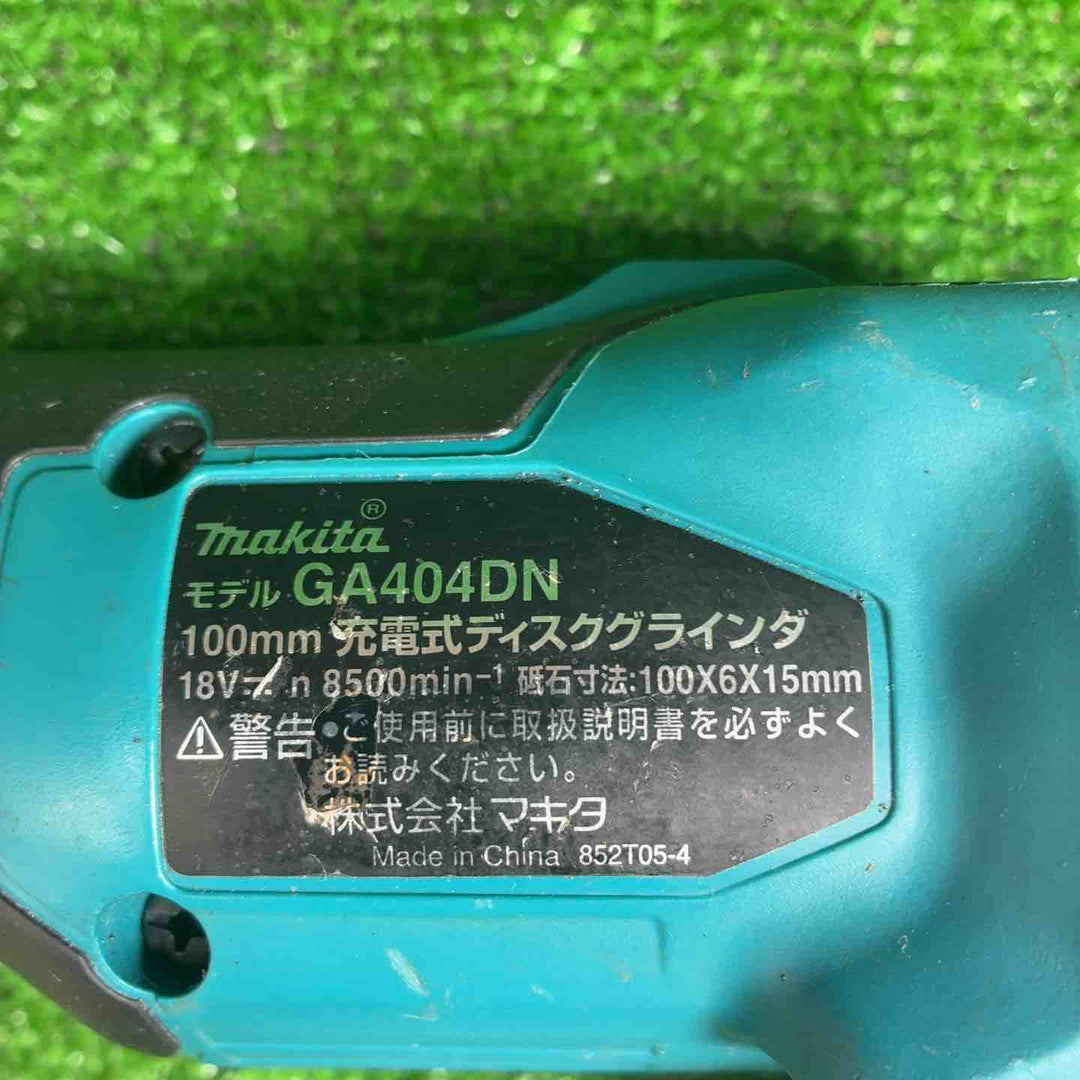 makita®
モデル GA404DN
100mm 充電式ディスクグラインダ
18V⎓ n 8500min⁻¹ 砥石寸法:100X6X15mm
⚠警告 •ご使用前に取扱説明書を必ずよく
お読みください。
株式会社 マキタ
Made in China 852T05-4